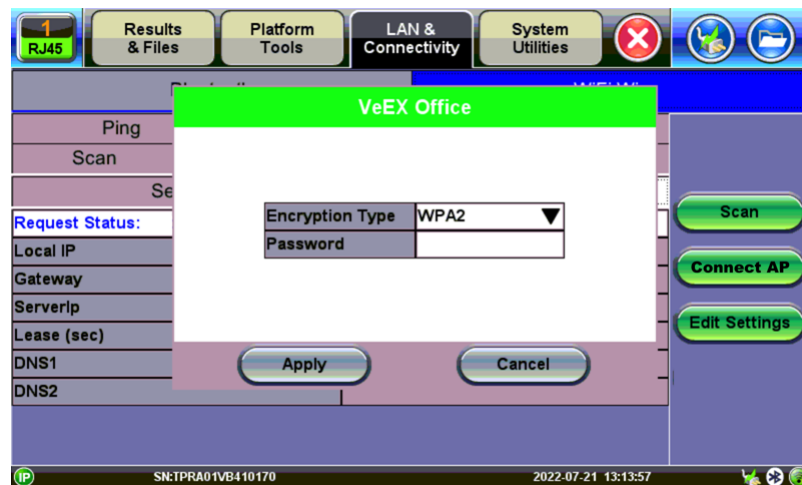 1
RJ45
Results
& Files
Platform
Tools
LAN &
Connectivity
System
Utilities
VeEX Office
Ping
Scan
Se
Encryption Type WPA2
Password
Request Status:
Local IP
Gateway
ServerIp
Lease (sec)
DNS1
DNS2
Apply
Cancel
Scan
Connect AP
Edit Settings
IP
SN:TPRA01VB410170
2022-07-21 13:13:57